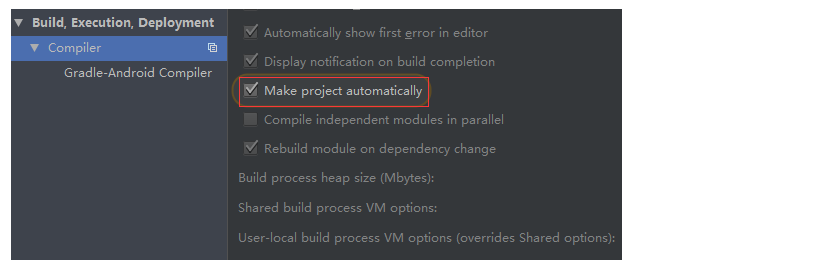 Build, Execution, Deployment
Compiler
Gradle-Android Compiler
Automatically show first error in editor
Display notification on build completion
Make project automatically
Compile independent modules in parallel
Rebuild module on dependency change
Build process heap size (Mbytes):
Shared build process VM options:
User-local build process VM options (overrides Shared options):